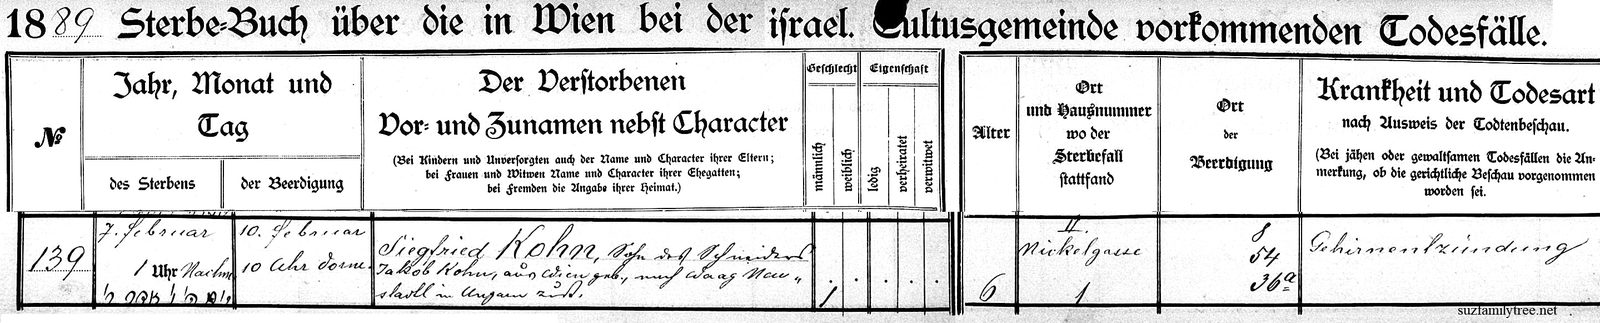 1889 Sterbe-Buch über die in Wien bei der israel. Cultusgemeinde vorkommenden Todesfälle.
№
Jahr, Monat und
Tag
des Sterbens
der Beerdigung
Der Verstorbenen
Vor- und Zunamen nebst Character
(Bei Kindern und Unversorgten auch der Name und Character ihrer Eltern;
bei Frauen und Witwen Name und Character ihrer Ehegatten;
bei Fremden die Angabe ihrer Heimat.)
Geschlecht
männlich
weiblich
Eigenschaft
ledig
verheiratet
verwitwet
Alter
Ort
und Hausnummer
wo der
Sterbefall
stattfand
Ort
der
Beerdigung
Krankheit und Todesart
nach Ausweis der Todtenbeschau.
(Bei jähen oder gewaltsamen Todesfällen die An-
merkung, ob die gerichtliche Beschau vorgenommen
worden sei.
139
7. Februar
1 Uhr Nachm
10. Februar
10 Uhr Vorm.
Siegfried Kohn, Sohn des Schneiders
Jakob Kohn, aus Wien geb., nach Waag Neu-
stadtl in Ungarn zust.
1
6
II.
Nickelgasse
1
8
54
36a
Gehirnentzündung
suzfamilytree.net